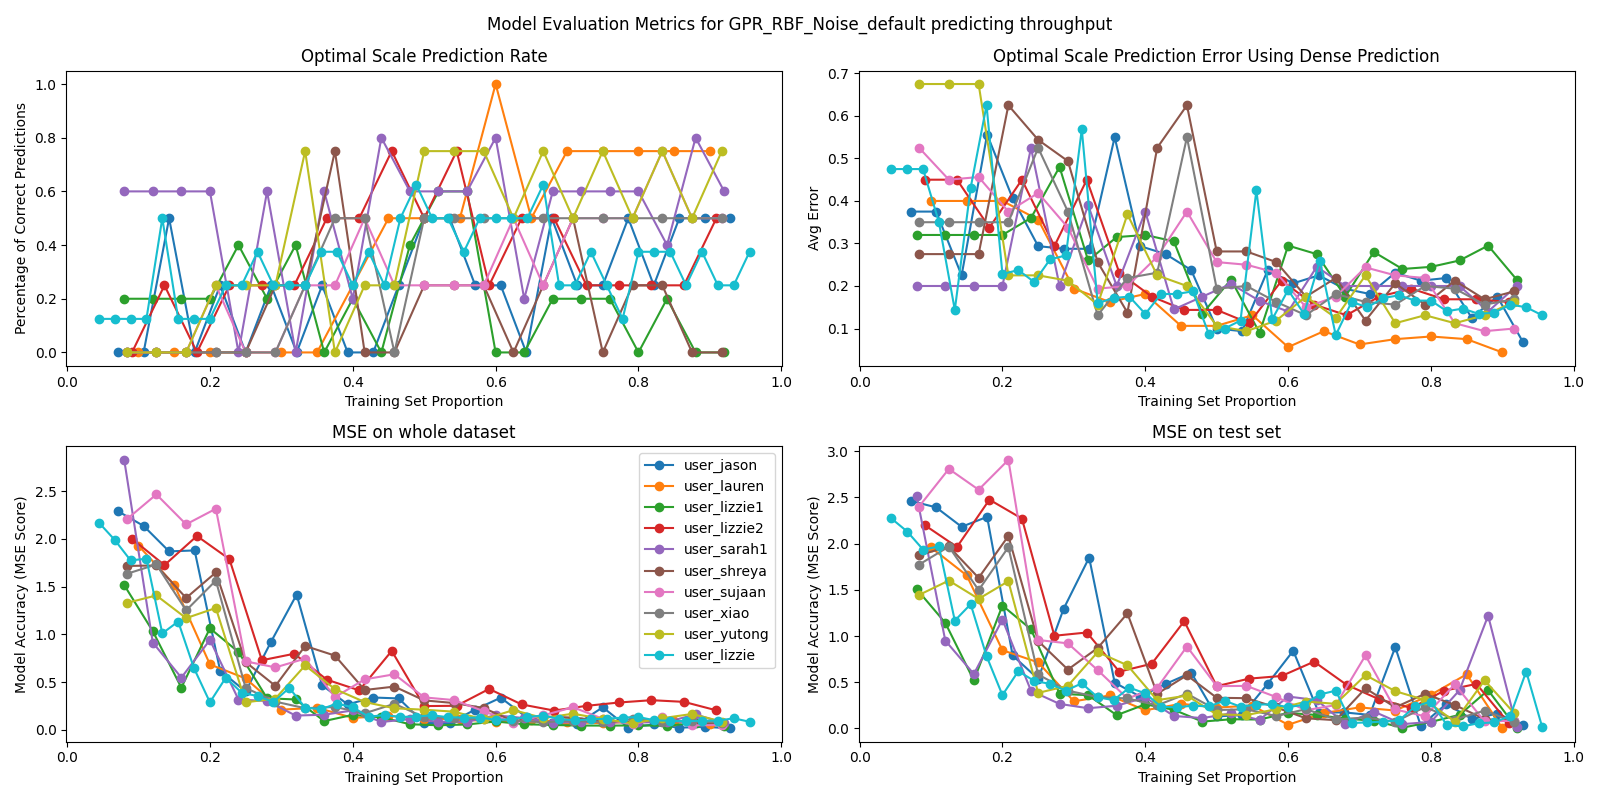 Model Evaluation Metrics for GPR_RBF_Noise_default predicting throughput
Optimal Scale Prediction Rate
Percentage of Correct Predictions
1.0
0.8
0.6
0.4
0.2
0.0
0.0 0.2 0.4 0.6 0.8 1.0
Training Set Proportion
Optimal Scale Prediction Error Using Dense Prediction
Avg Error
0.7
0.6
0.5
0.4
0.3
0.2
0.1
0.0 0.2 0.4 0.6 0.8 1.0
Training Set Proportion
MSE on whole dataset
Model Accuracy (MSE Score)
2.5
2.0
1.5
1.0
0.5
0.0
0.0 0.2 0.4 0.6 0.8 1.0
Training Set Proportion
user_jason
user_lauren
user_lizzie1
user_lizzie2
user_sarah1
user_shreya
user_sujaan
user_xiao
user_yutong
user_lizzie
MSE on test set
Model Accuracy (MSE Score)
3.0
2.5
2.0
1.5
1.0
0.5
0.0
0.0 0.2 0.4 0.6 0.8 1.0
Training Set Proportion